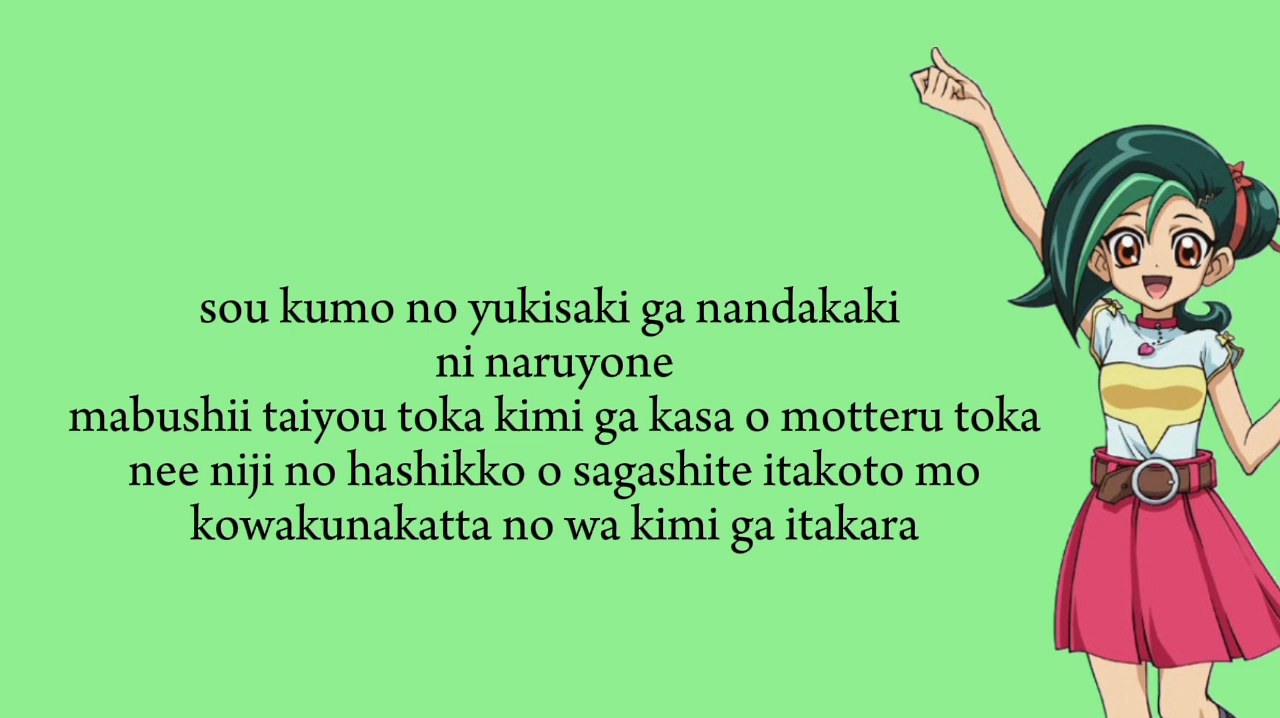 sou kumo no yukisaki ga nandakaki
ni naruyone
mabushii taiyou toka kimi ga kasa o motteru toka
nee niji no hashikko o sagashite itakoto mo
kowakunakatta no wa kimi ga itakara